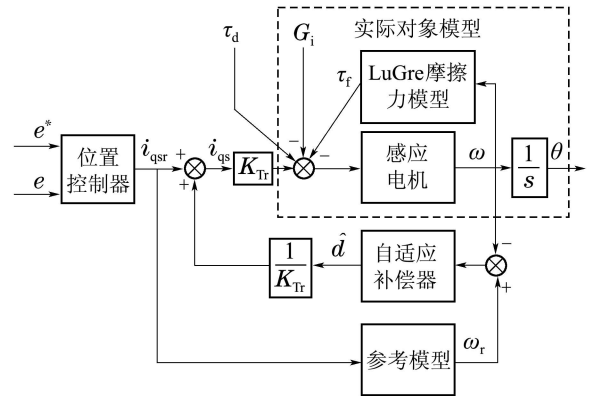 实际对象模型
τd
Gi
τf
LuGre摩擦
力模型
e*
e
位置
控制器
iqsr
+
+
iqs
KTr
−
−
感应
电机
ω
1
s
θ
1
KTr
d̂
自适应
补偿器
−
+
参考模型
ωr